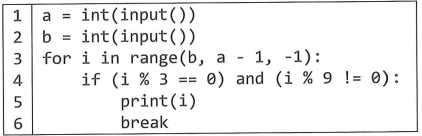 1 a = int(input())
2 b = int(input())
3 for i in range(b, a - 1, -1):
4     if (i % 3 == 0) and (i % 9 != 0):
5         print(i)
6         break